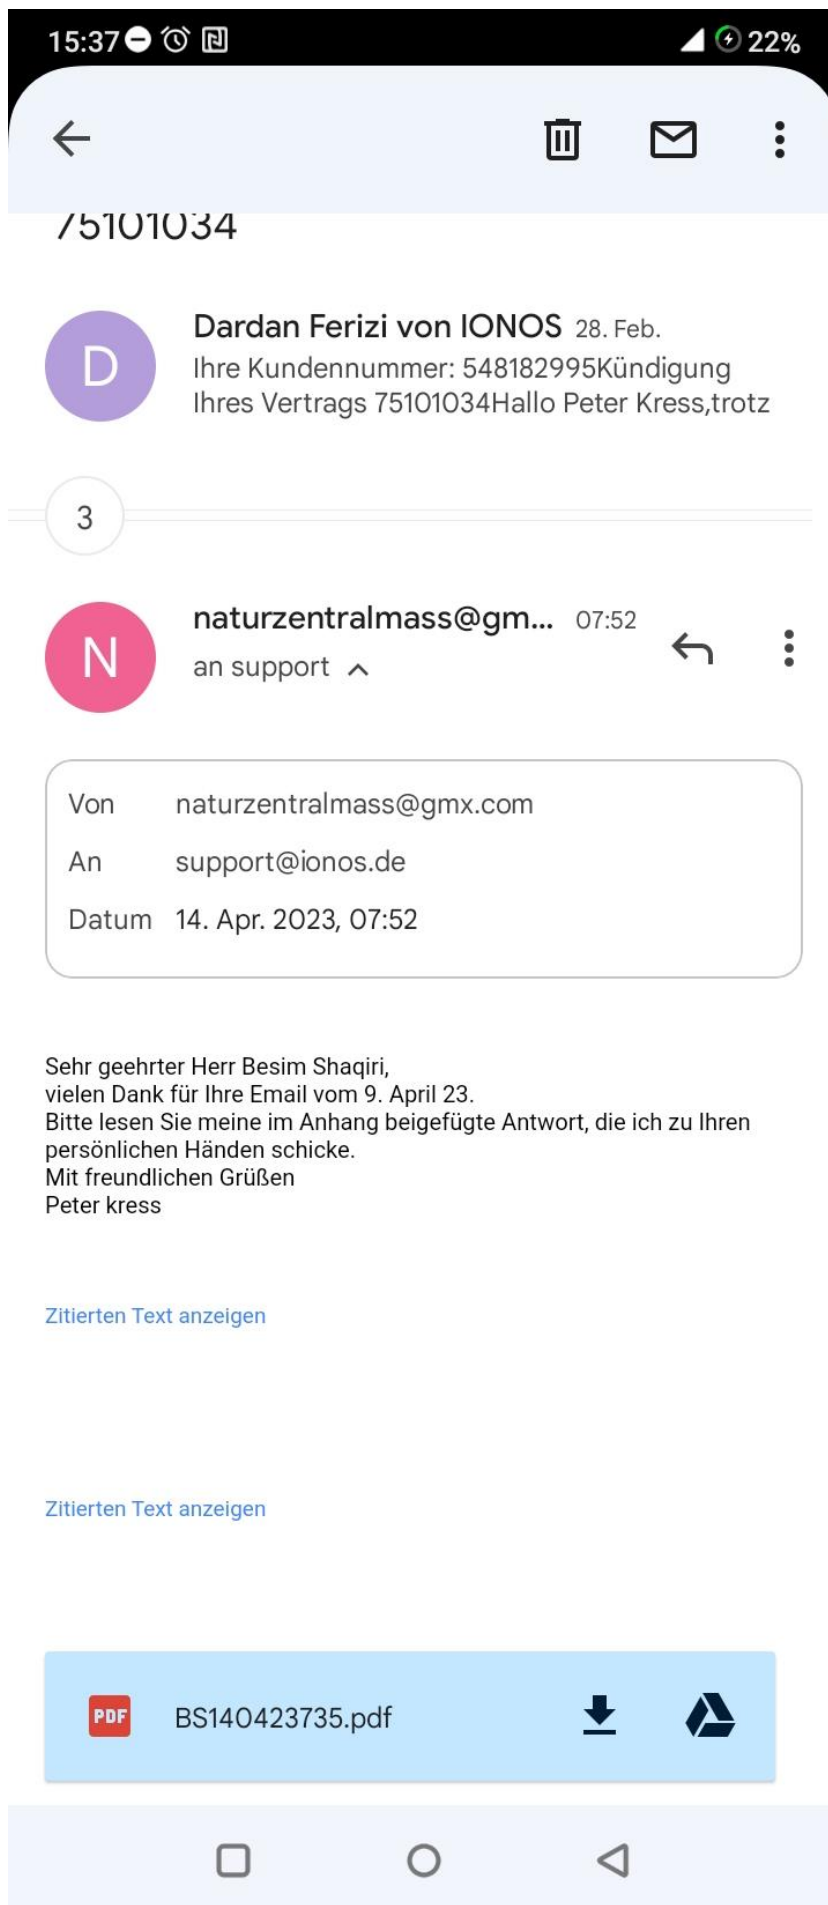 15:37 22%
75101034
Dardan Ferizi von IONOS 28. Feb.
Ihre Kundennummer: 548182995Kündigung
Ihres Vertrags 75101034Hallo Peter Kress,trotz
3
naturzentralmass@gm... 07:52
an support
Von naturzentralmass@gmx.com
An support@ionos.de
Datum 14. Apr. 2023, 07:52
Sehr geehrter Herr Besim Shaqiri,
vielen Dank für Ihre Email vom 9. April 23.
Bitte lesen Sie meine im Anhang beigefügte Antwort, die ich zu Ihren
persönlichen Händen schicke.
Mit freundlichen Grüßen
Peter kress
Zitierten Text anzeigen
Zitierten Text anzeigen
PDF BS140423735.pdf